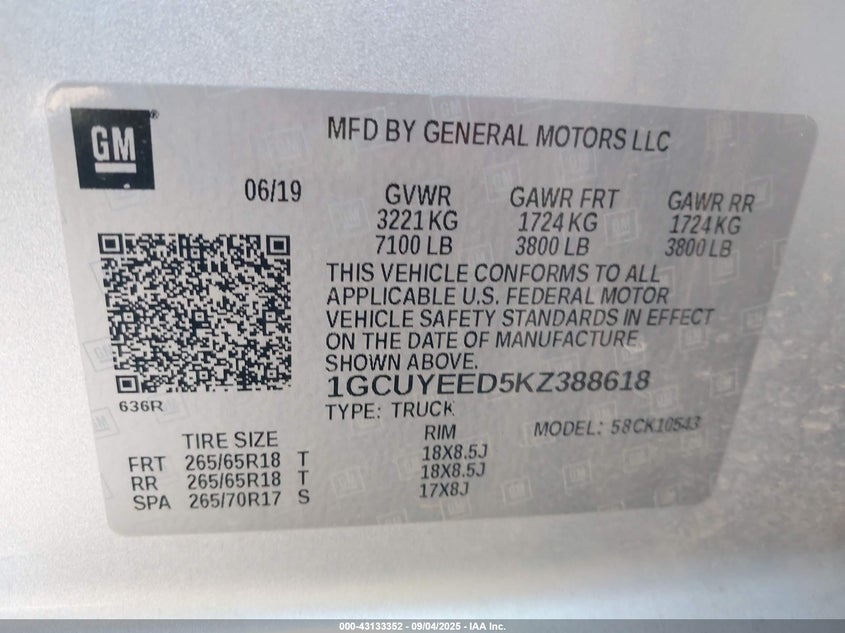 GM
MFD BY GENERAL MOTORS LLC
06/19
GVWR GAWR FRT GAWR RR
3221 KG 1724 KG 1724 KG
7100 LB 3800 LB 3800 LB
THIS VEHICLE CONFORMS TO ALL
APPLICABLE U.S. FEDERAL MOTOR
VEHICLE SAFETY STANDARDS IN EFFECT
ON THE DATE OF MANUFACTURE
SHOWN ABOVE.
1GCUYEED5KZ388618
636R
TYPE: TRUCK
MODEL: 58CK10543
TIRE SIZE RIM
FRT 265/65R18 T 18X8.5J
RR 265/65R18 T 18X8.5J
SPA 265/70R17 S 17X8J
000-43133352 - 09/04/2025 - IAA Inc.